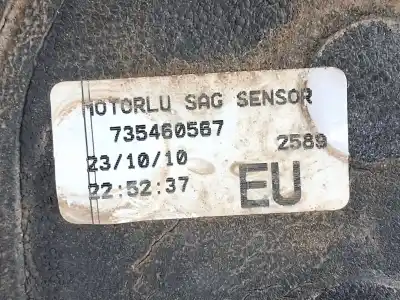 MOTORLU SAG SENSOR
735460567
2589
23/10/10
22:52:37
EU